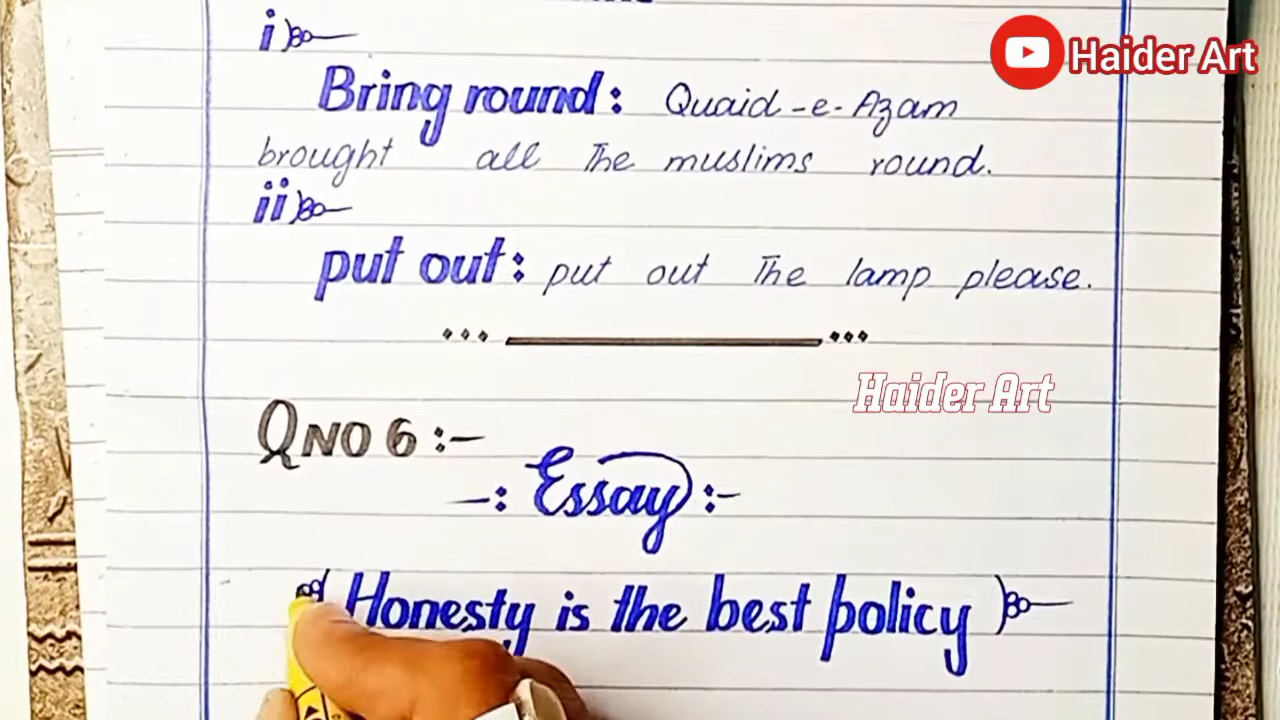 Haider Art
i)
Bring round: Quaid-e-Azam
brought all The muslims round.
ii)
put out: put out The lamp please.
Haider Art
QNO 6 :-
-: Essay :-
Honesty is the best policy